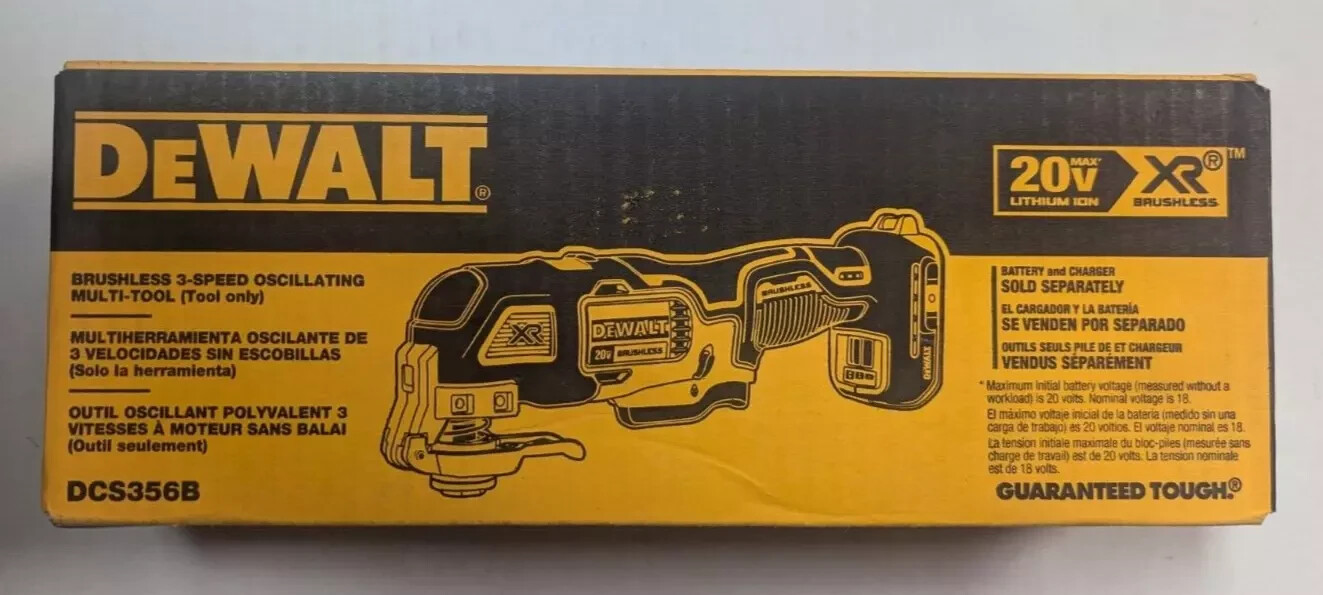 DEWALT®
20V MAX* XR®™
LITHIUM ION BRUSHLESS
BRUSHLESS 3-SPEED OSCILLATING
MULTI-TOOL (Tool only)
MULTIHERRAMIENTA OSCILANTE DE
3 VELOCIDADES SIN ESCOBILLAS
(Solo la herramienta)
OUTIL OSCILLANT POLYVALENT 3
VITESSES À MOTEUR SANS BALAI
(Outil seulement)
DCS356B
XR
DEWALT
20V BRUSHLESS
BRUSHLESS
DEWALT
BATTERY and CHARGER
SOLD SEPARATELY
EL CARGADOR Y LA BATERÍA
SE VENDEN POR SEPARADO
OUTILS SEULS PILE DE ET CHARGEUR
VENDUS SÉPARÉMENT
* Maximum initial battery voltage (measured without a
workload) is 20 volts. Nominal voltage is 18.
El máximo voltaje inicial de la batería (medido sin una
carga de trabajo) es 20 voltios. El voltaje nominal es 18.
La tension initiale maximale du bloc-piles (mesurée sans
charge de travail) est de 20 volts. La tension nominale
est de 18 volts.
GUARANTEED TOUGH.®